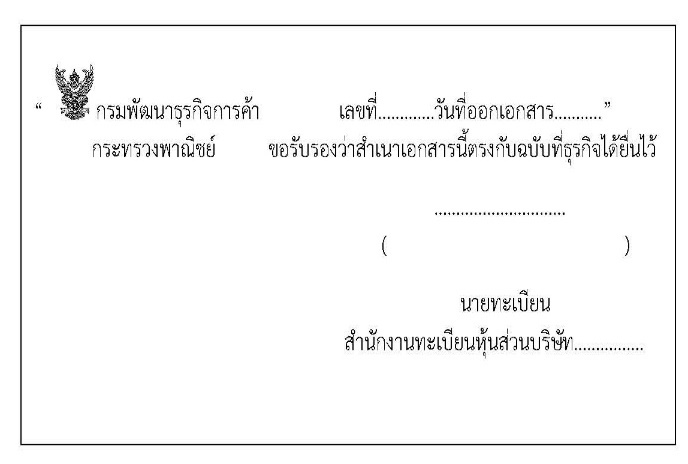 “ กรมพัฒนาธุรกิจการค้า เลขที่.............วันที่ออกเอกสาร...........”
กระทรวงพาณิชย์ ขอรับรองว่าสำเนาเอกสารนี้ตรงกับฉบับที่ธุรกิจได้ยื่นไว้
..............................
( )
นายทะเบียน
สำนักงานทะเบียนหุ้นส่วนบริษัท................